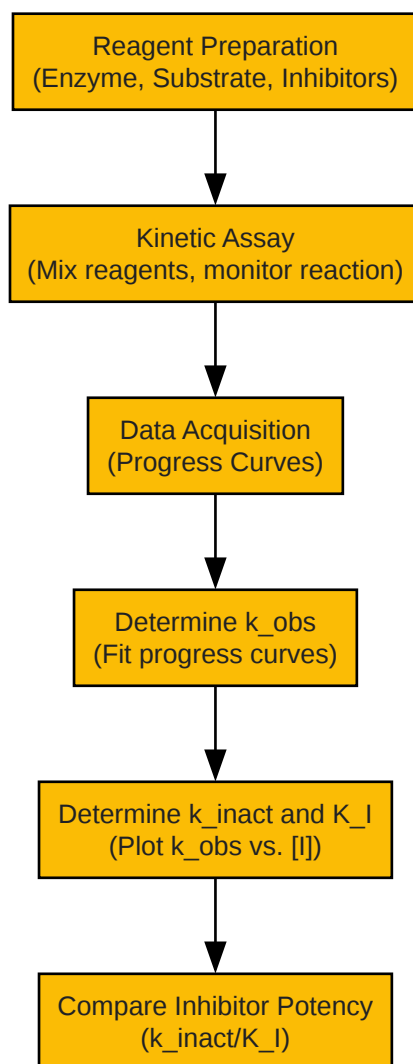 Reagent Preparation
(Enzyme, Substrate, Inhibitors)
Kinetic Assay
(Mix reagents, monitor reaction)
Data Acquisition
(Progress Curves)
Determine k_obs
(Fit progress curves)
Determine k_inact and K_I
(Plot k_obs vs. [I])
Compare Inhibitor Potency
(k_inact/K_I)